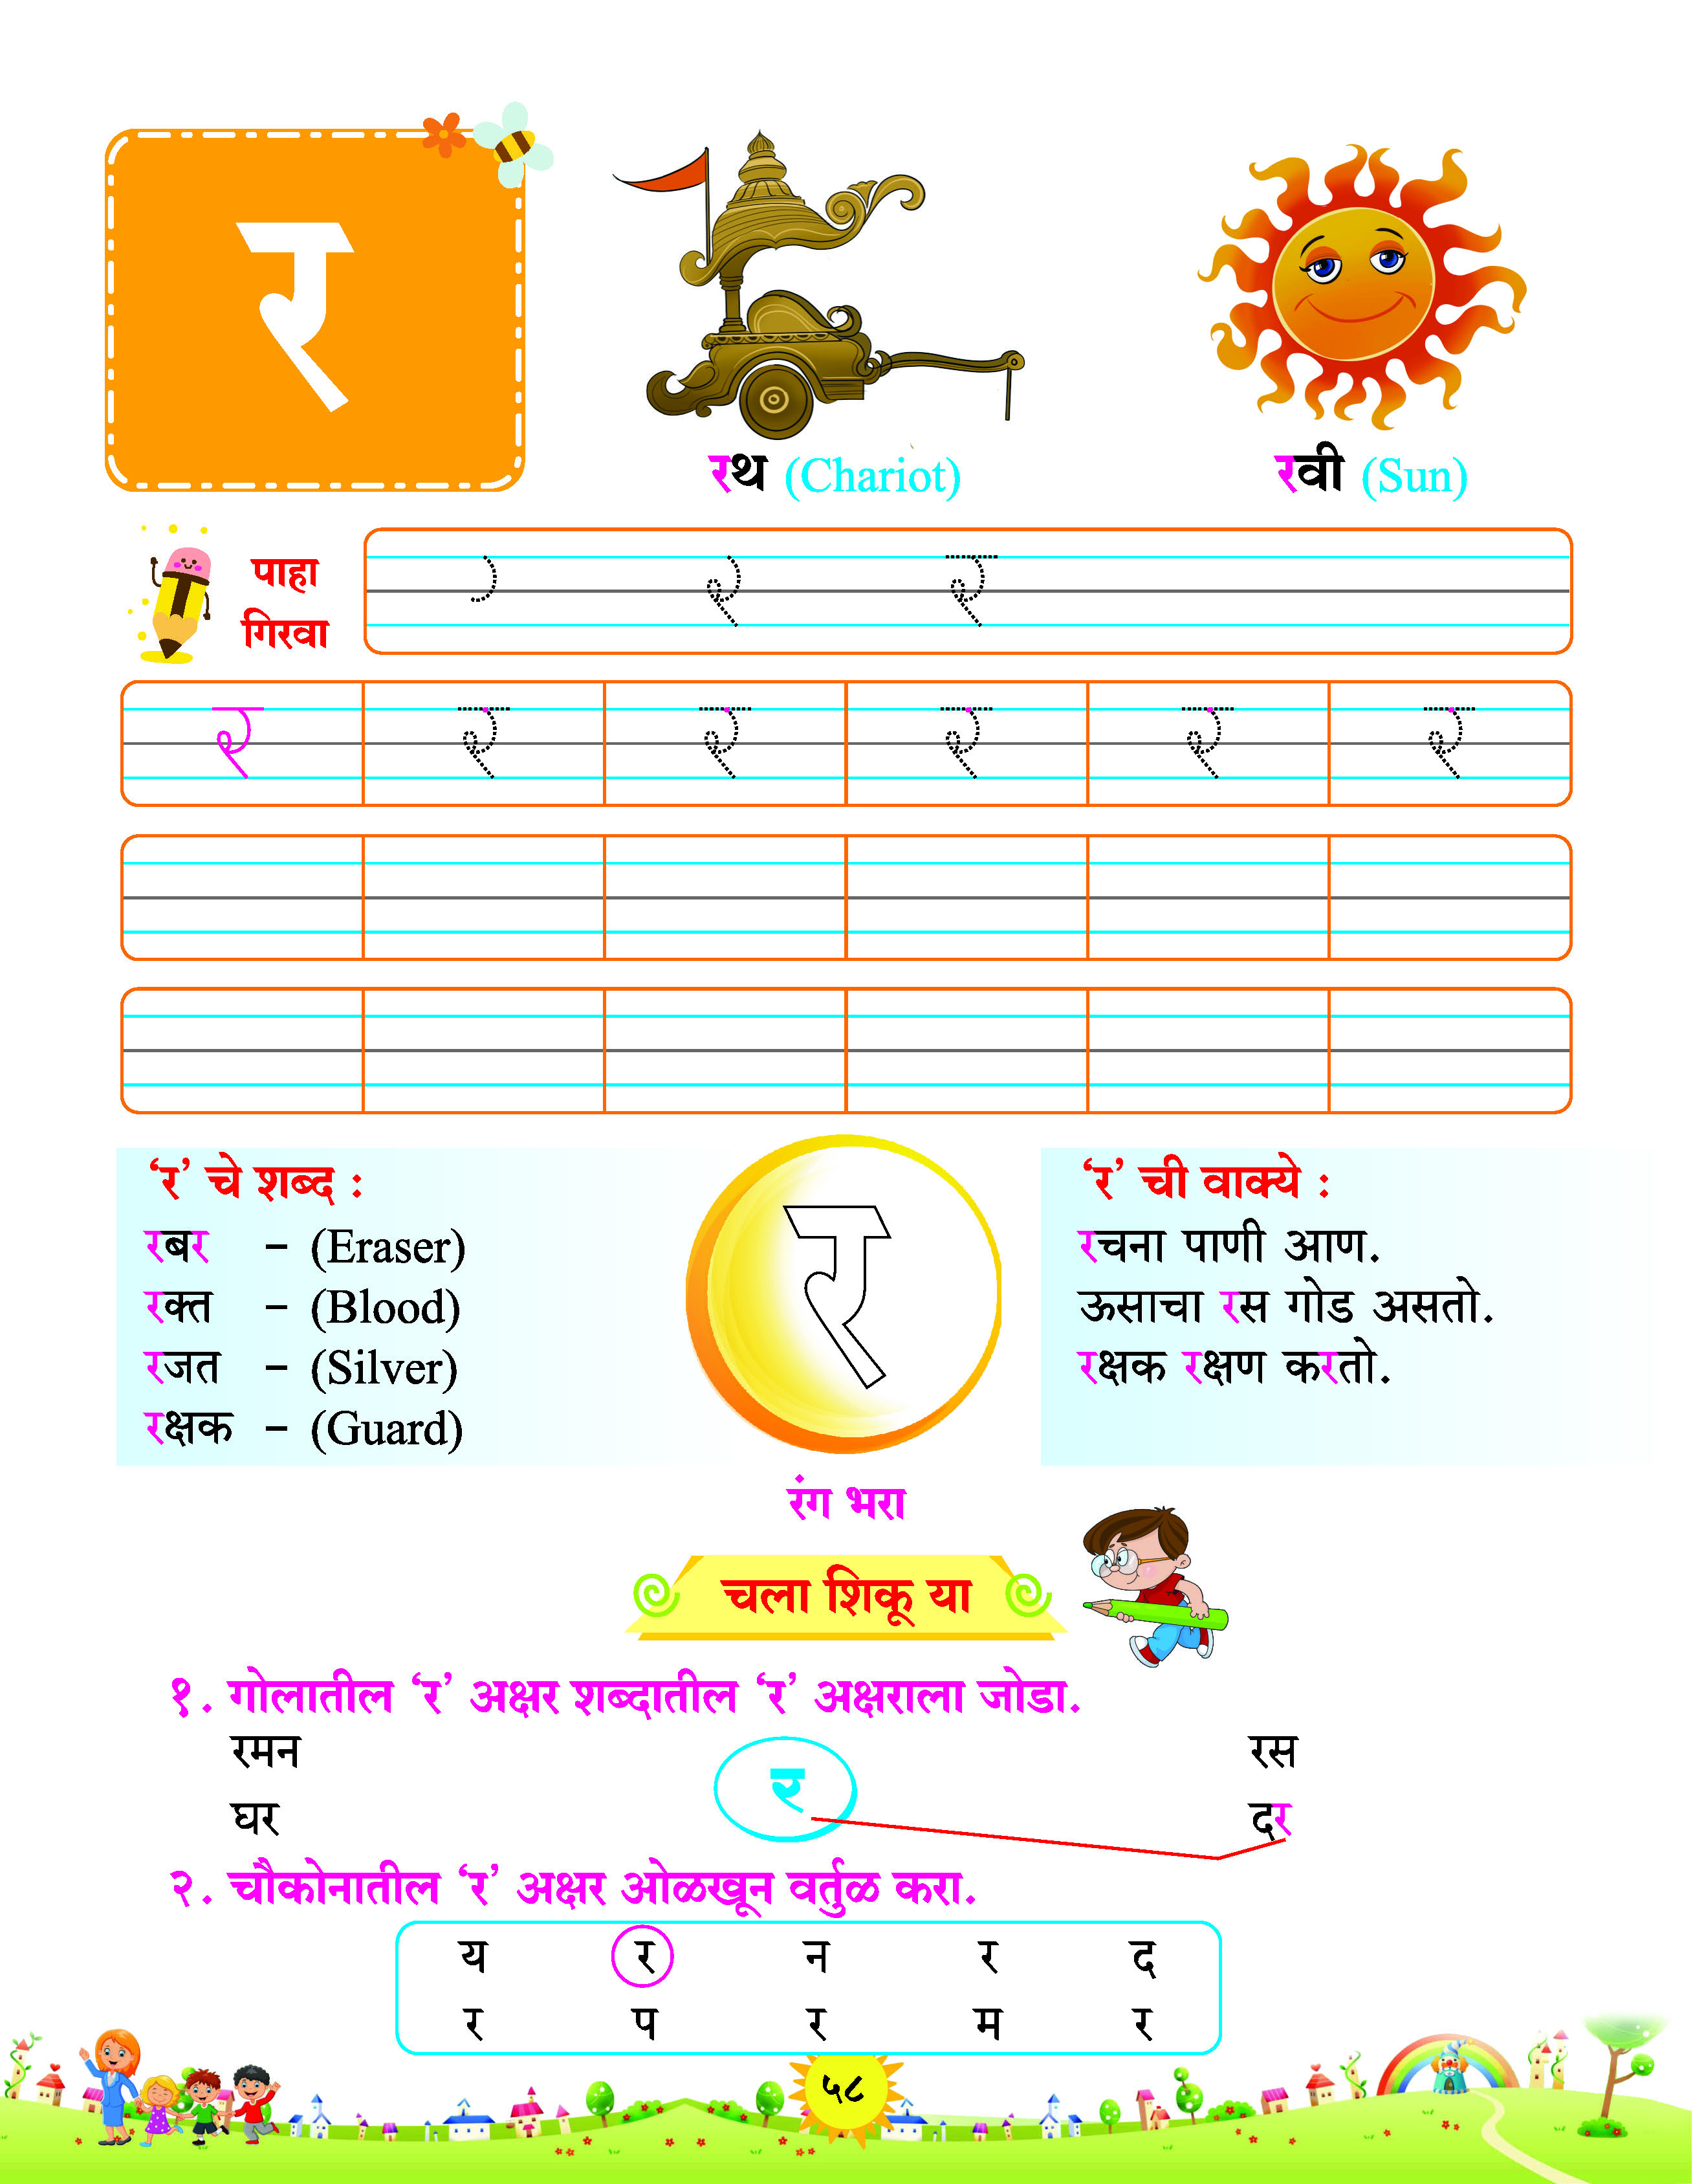 र
रथ (Chariot)
रवी (Sun)
पाहा
गिरवा
र र
र र र र र र
‘र’ चे शब्द :
रबर – (Eraser)
रक्त – (Blood)
रजत – (Silver)
रक्षक – (Guard)
र
रंग भरा
‘र’ ची वाक्ये :
रचना पाणी आण.
ऊसाचा रस गोड असतो.
रक्षक रक्षण करतो.
चला शिकू या
१. गोलातील ‘र’ अक्षर शब्दातील ‘र’ अक्षराला जोडा.
रमन र रस
घर दर
२. चौकोनातील ‘र’ अक्षर ओळखून वर्तुळ करा.
य र न र द
र प र म र
५८